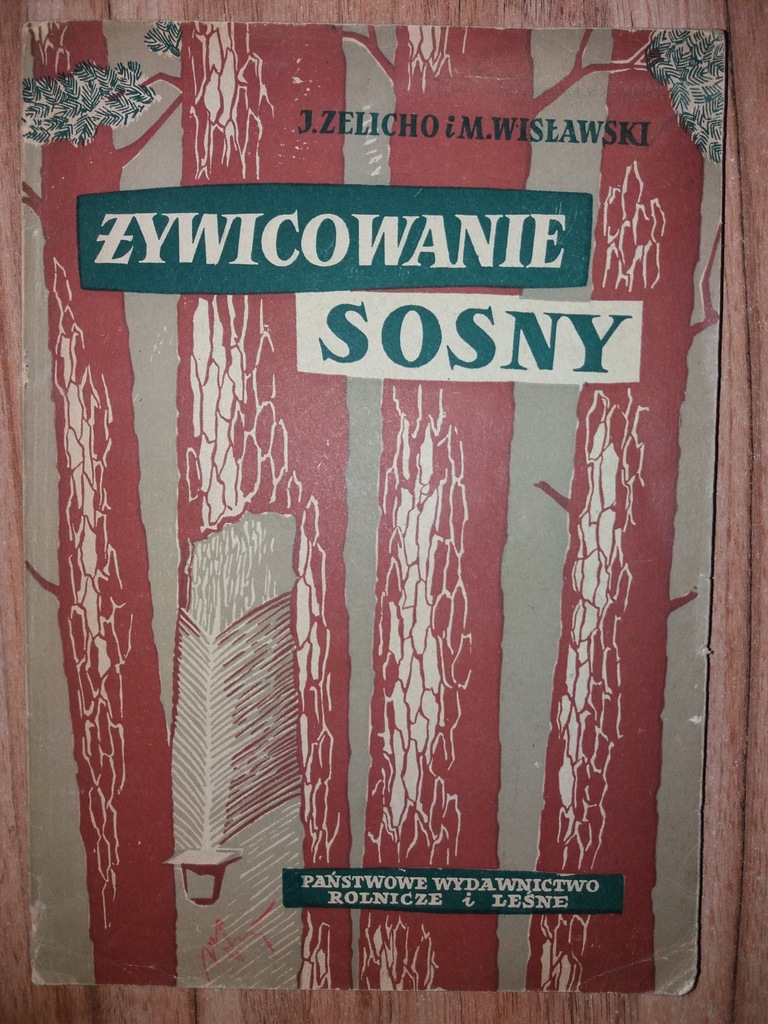 J. ZELICHO i M. WISŁAWSKI
ŻYWICOWANIE
SOSNY
PAŃSTWOWE WYDAWNICTWO
ROLNICZE i LEŚNE